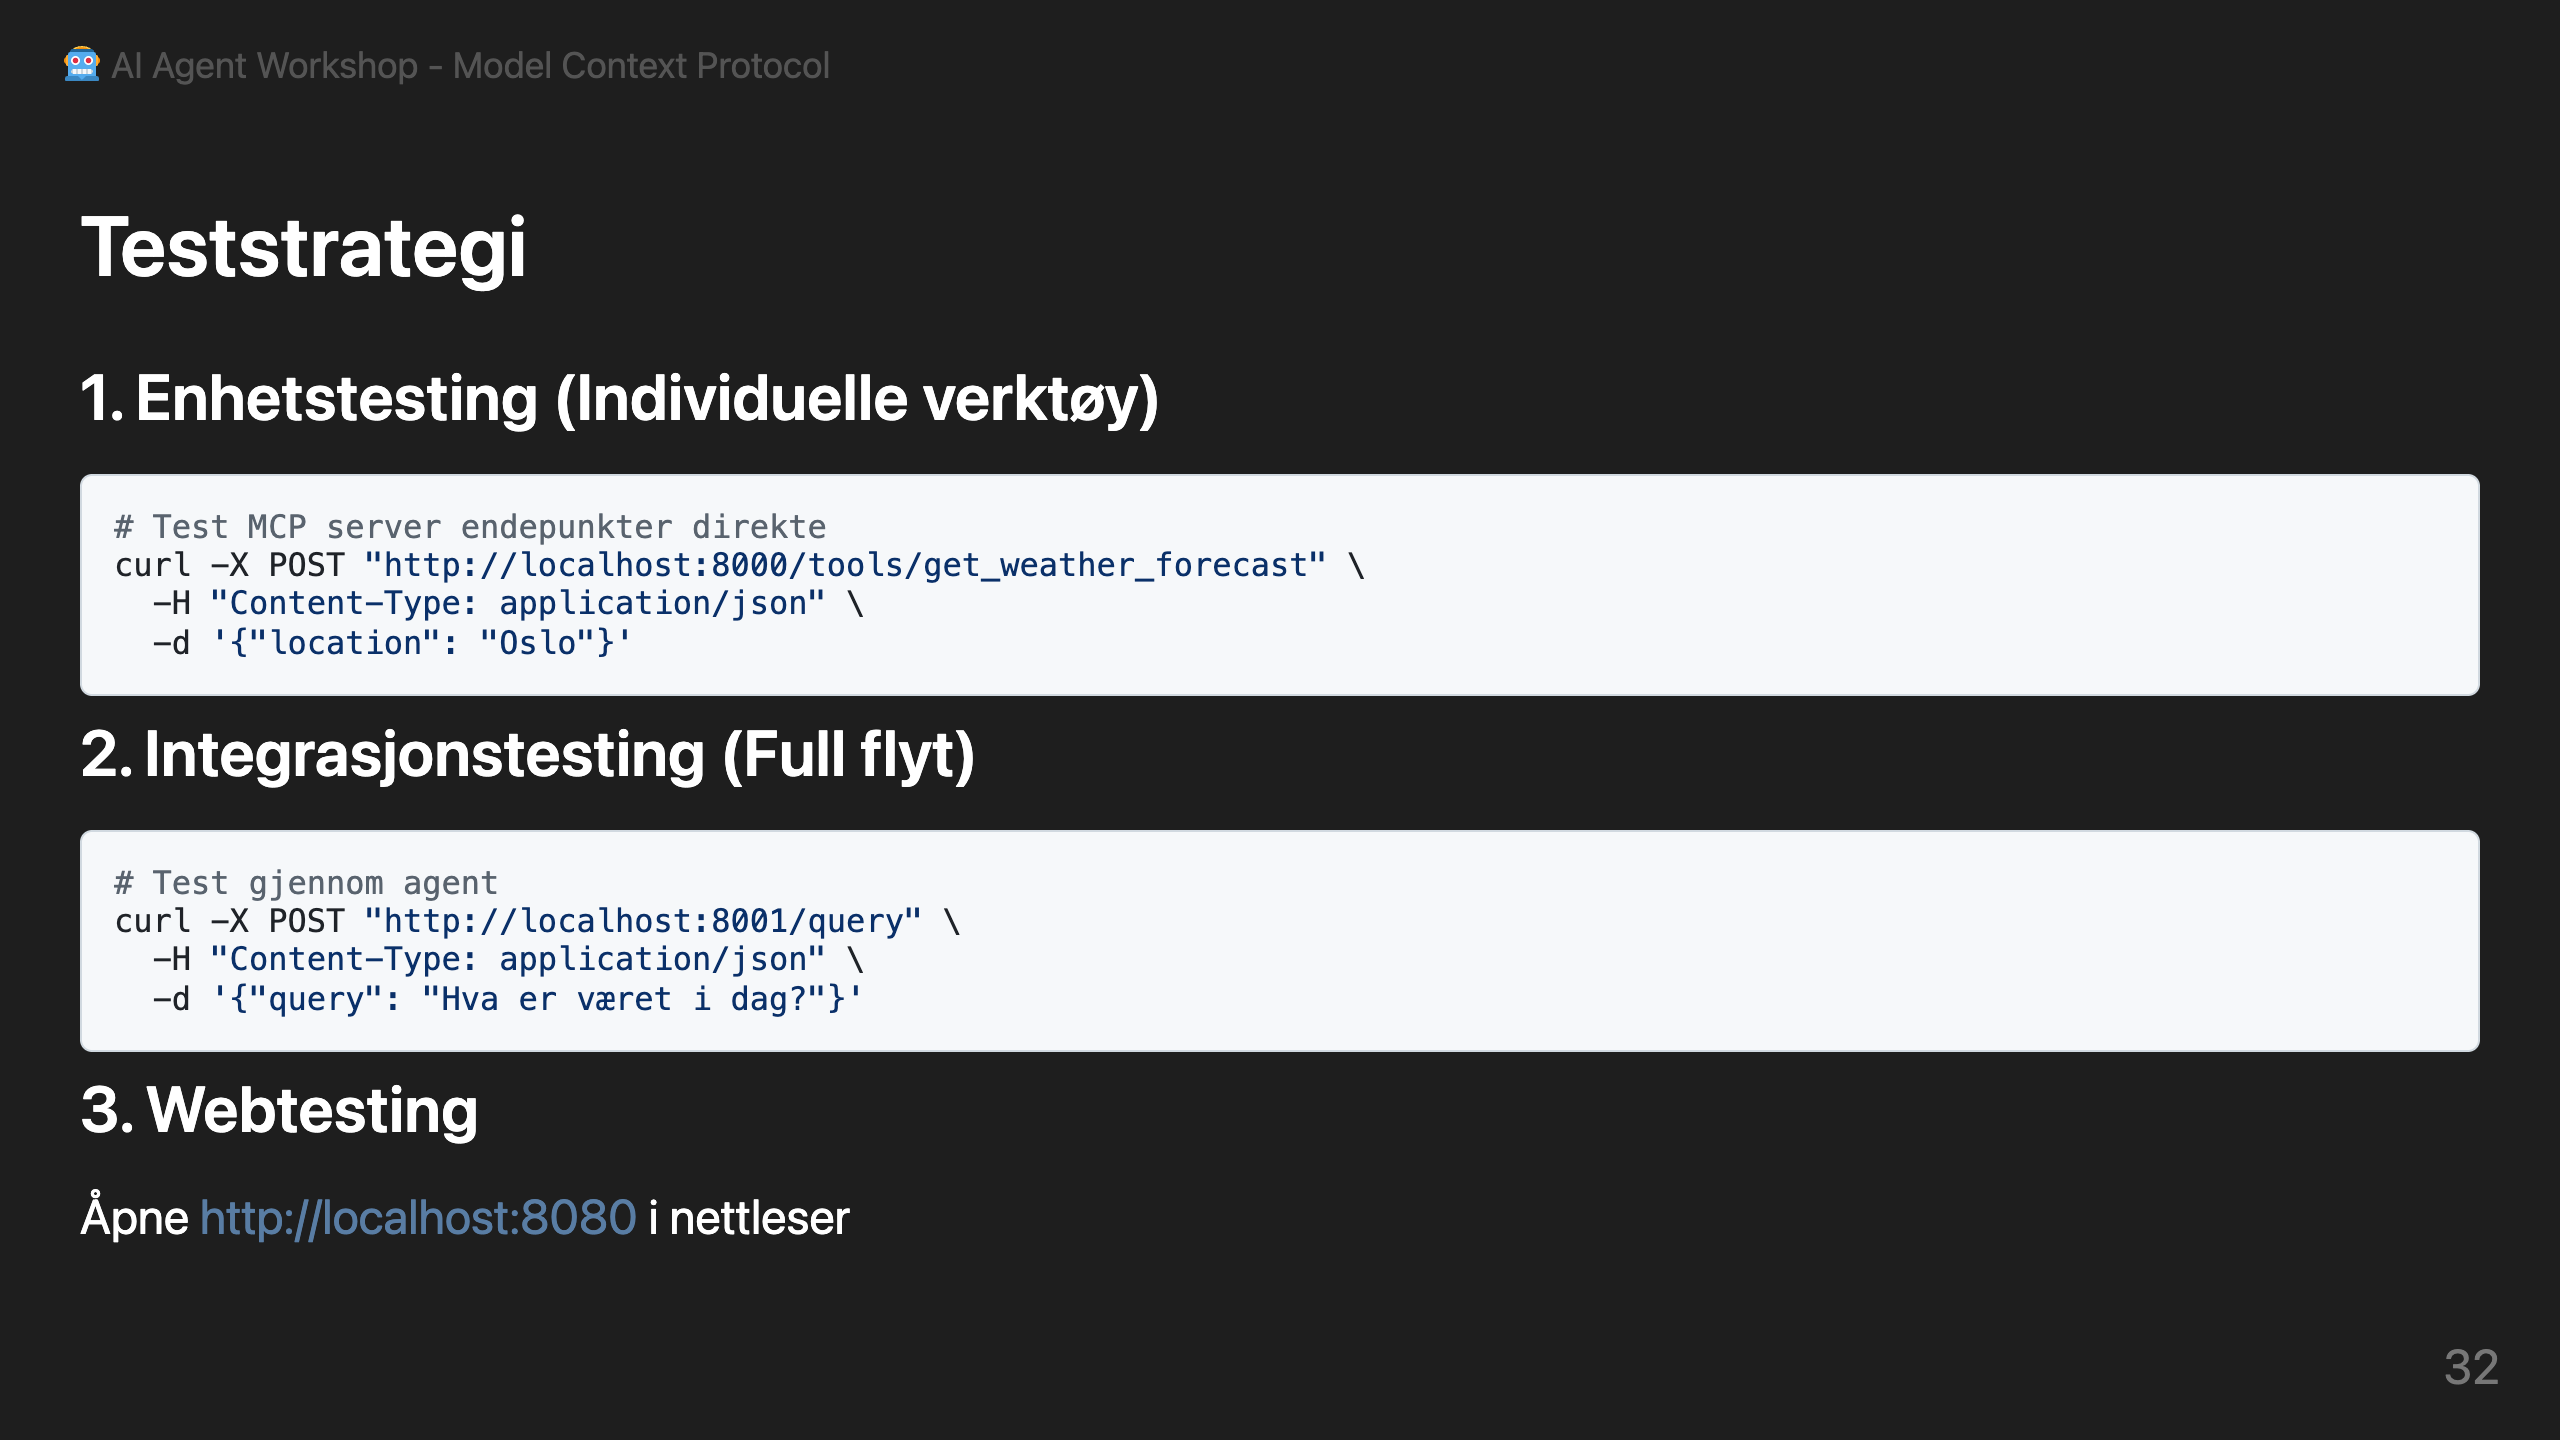 AI Agent Workshop - Model Context Protocol
Teststrategi
1. Enhetstesting (Individuelle verktøy)
# Test MCP server endepunkter direkte
curl -X POST "http://localhost:8000/tools/get_weather_forecast" \
  -H "Content-Type: application/json" \
  -d '{"location": "Oslo"}'
2. Integrasjonstesting (Full flyt)
# Test gjennom agent
curl -X POST "http://localhost:8001/query" \
  -H "Content-Type: application/json" \
  -d '{"query": "Hva er været i dag?"}'
3. Webtesting
Åpne http://localhost:8080 i nettleser
32